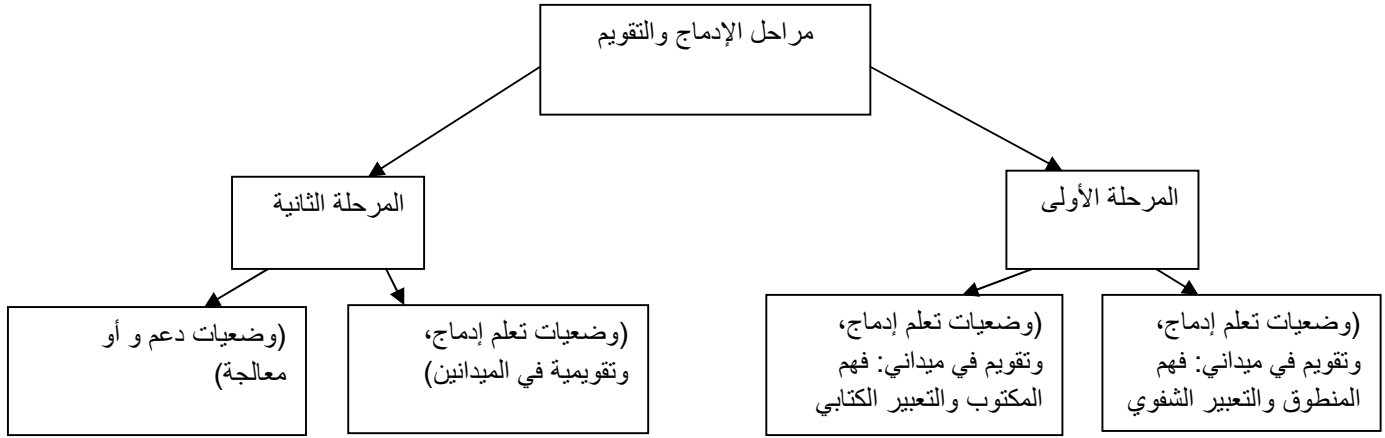 مراحل الإدماج والتقويم
المرحلة الأولى
المرحلة الثانية
(وضعيات تعلم إدماج،
وتقويم في ميداني: فهم
المنطوق والتعبير الشفوي
(وضعيات تعلم إدماج،
وتقويم في ميداني: فهم
المكتوب والتعبير الكتابي
(وضعيات تعلم إدماج،
وتقويمية في الميدانين)
(وضعيات دعم و أو
معالجة)